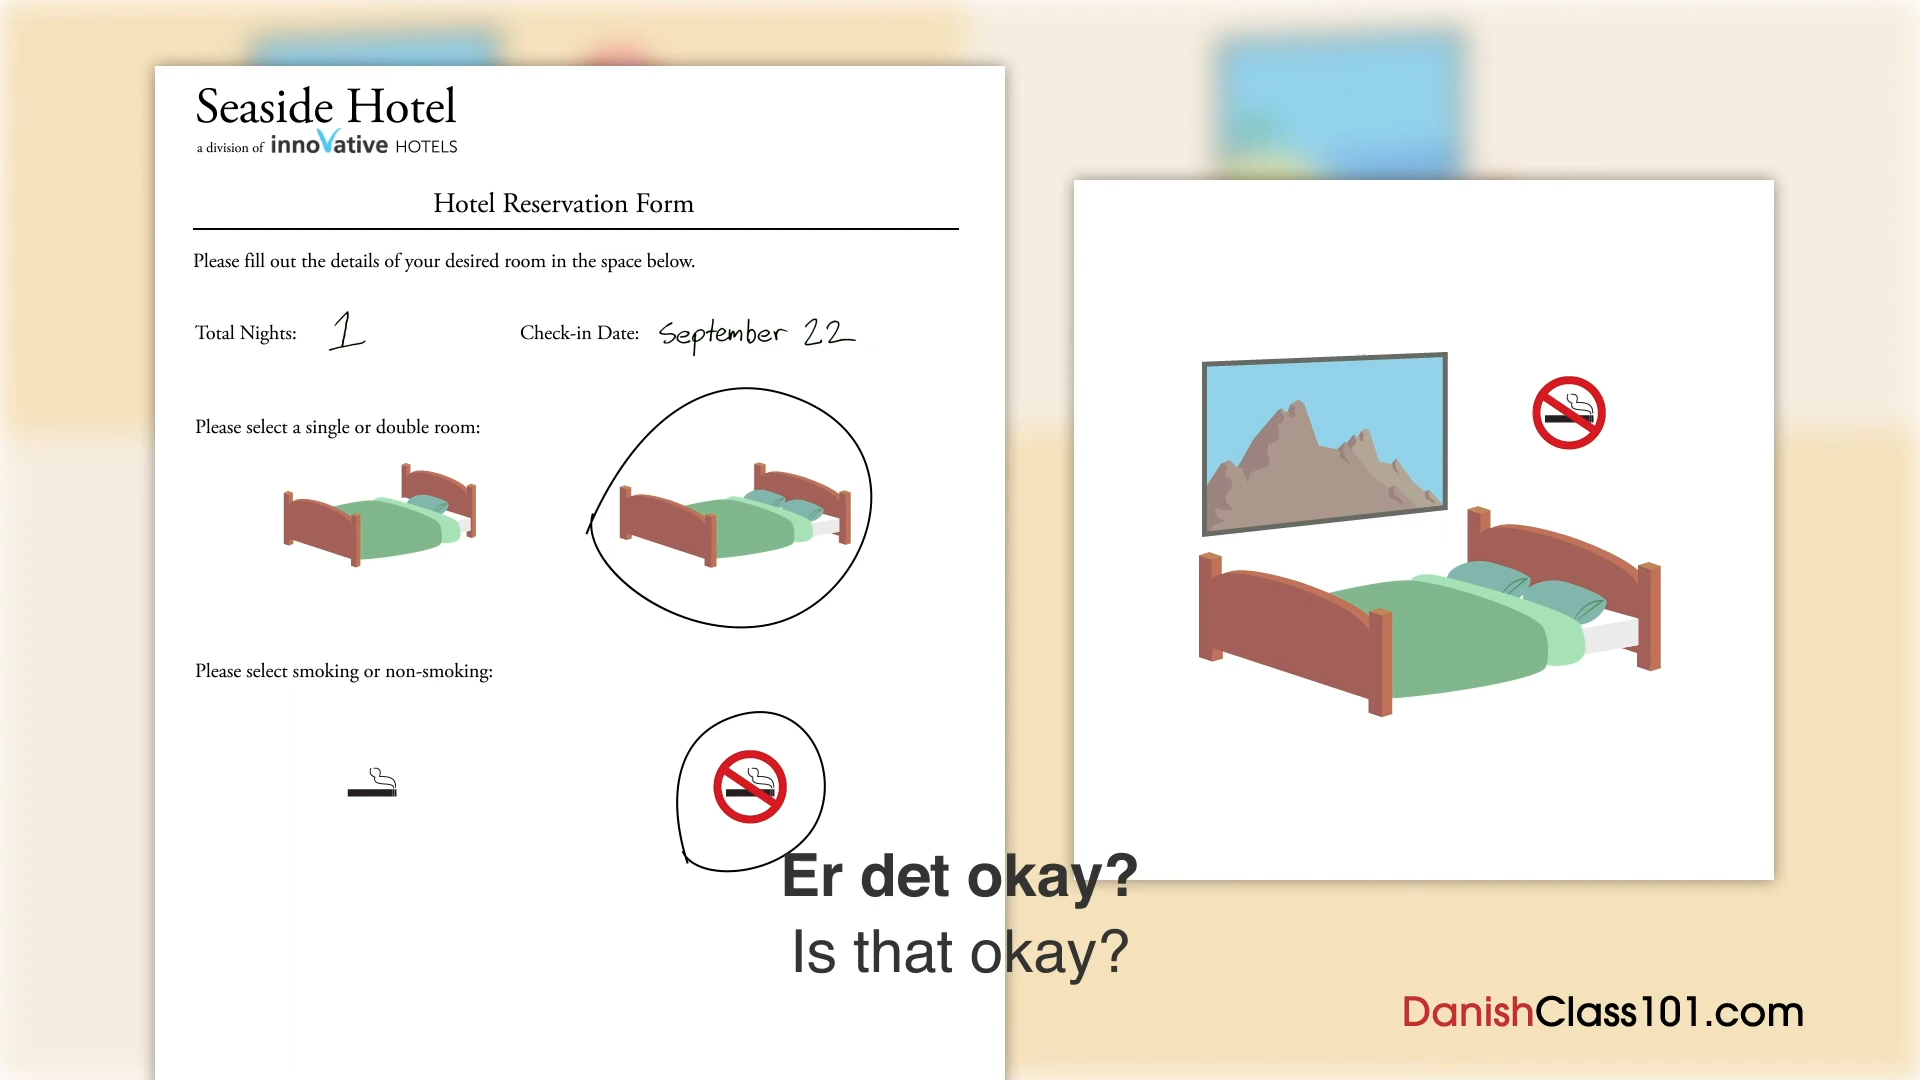 Seaside Hotel
a division of innoVative HOTELS
Hotel Reservation Form
Please fill out the details of your desired room in the space below.
Total Nights: 1 Check-in Date: September 22
Please select a single or double room:
Please select smoking or non-smoking:
Er det okay?
Is that okay?
DanishClass101.com